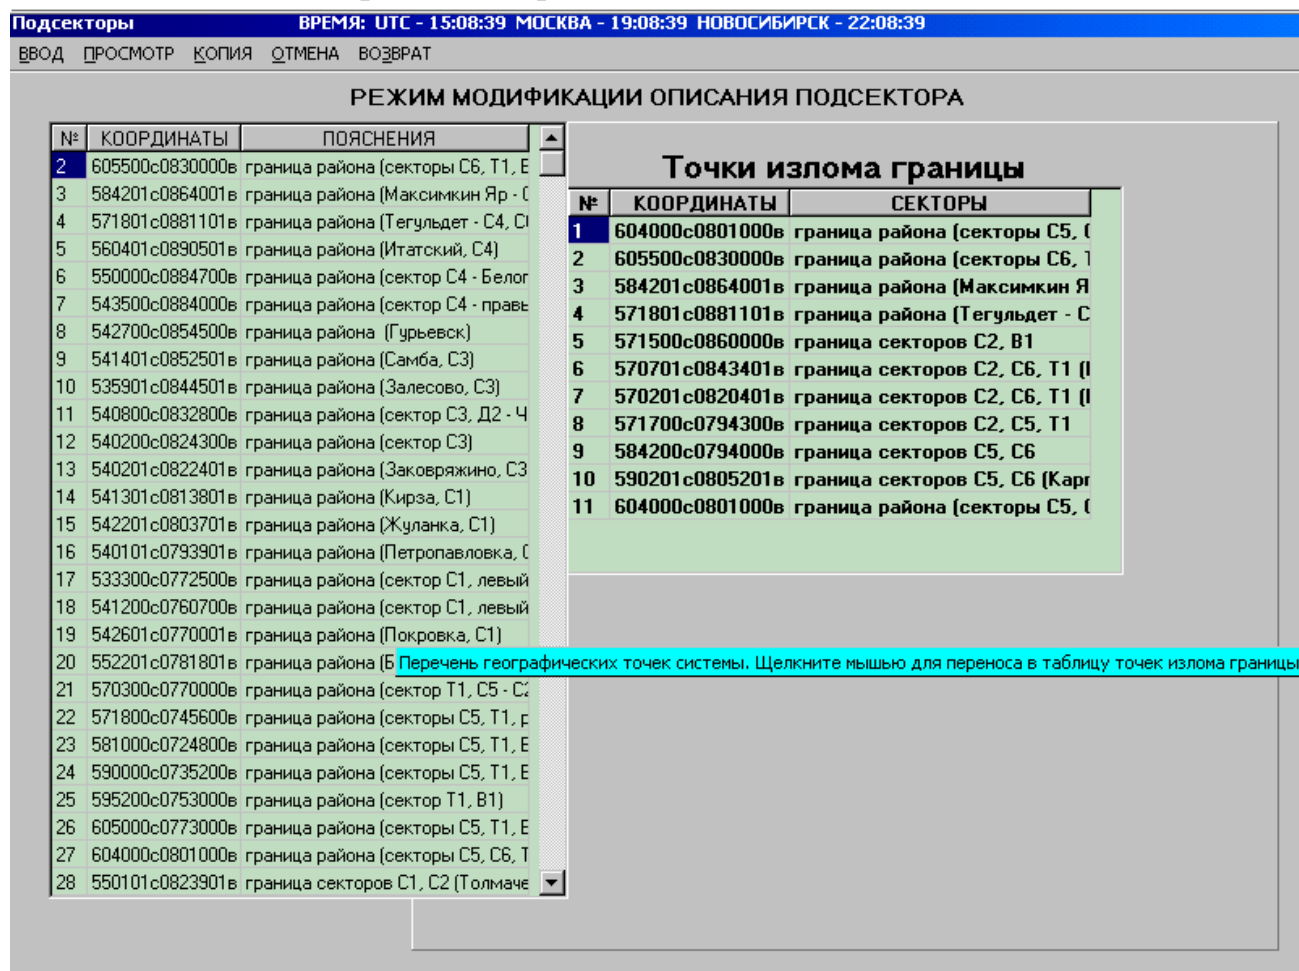 Подсекторы ВРЕМЯ: UTC - 15:08:39 МОСКВА - 19:08:39 НОВОСИБИРСК - 22:08:39
ВВОД ПРОСМОТР КОПИЯ ОТМЕНА ВОЗВРАТ
РЕЖИМ МОДИФИКАЦИИ ОПИСАНИЯ ПОДСЕКТОРА
№ КООРДИНАТЫ ПОЯСНЕНИЯ
2 605500с0830000в граница района (секторы С6, Т1, В
3 584201с0864001в граница района (Максимкин Яр -
4 571801с0881101в граница района (Тегульдет - С4,
5 560401с0890501в граница района (Итатский, С4)
6 550000с0884700в граница района (сектор С4 - Белог
7 543500с0884000в граница района (сектор С4 - правы
8 542700с0854500в граница района (Гурьевск)
9 541401с0852501в граница района (Самба, С3)
10 535901с0844501в граница района (Залесово, С3)
11 540800с0832800в граница района (сектор С3, Д2 - Ч
12 540200с0824300в граница района (сектор С3)
13 540201с0822401в граница района (Заковряжино, С3
14 541301с0813801в граница района (Кирза, С1)
15 542201с0803701в граница района (Жуланка, С1)
16 540101с0793901в граница района (Петропавловка,
17 533300с0772500в граница района (сектор С1, левый
18 541200с0760700в граница района (сектор С1, левый
19 542601с0770001в граница района (Покровка, С1)
20 552201с0781801в граница района (Б
21 570300с0770000в граница района (сектор Т1, С5 - С2
22 571800с0745600в граница района (секторы С5, Т1, р
23 581000с0724800в граница района (секторы С5, Т1, В
24 590000с0735200в граница района (секторы С5, Т1, В
25 595200с0753000в граница района (сектор Т1, В1)
26 605000с0773000в граница района (секторы С5, Т1, В
27 604000с0801000в граница района (секторы С5, С6, Т
28 550101с0823901в граница секторов С1, С2 (Толмаче
Точки излома границы
№ КООРДИНАТЫ СЕКТОРЫ
1 604000с0801000в граница района (секторы С5,
2 605500с0830000в граница района (секторы С6,
3 584201с0864001в граница района (Максимкин Я
4 571801с0881101в граница района (Тегульдет - С
5 571500с0860000в граница секторов С2, В1
6 570701с0843401в граница секторов С2, С6, Т1 (
7 570201с0820401в граница секторов С2, С6, Т1 (
8 571700с0794300в граница секторов С2, С5, Т1
9 584200с0794000в граница секторов С5, С6
10 590201с0805201в граница секторов С5, С6 (Карг
11 604000с0801000в граница района (секторы С5,
Перечень географических точек системы. Щелкните мышью для переноса в таблицу точек излома границы